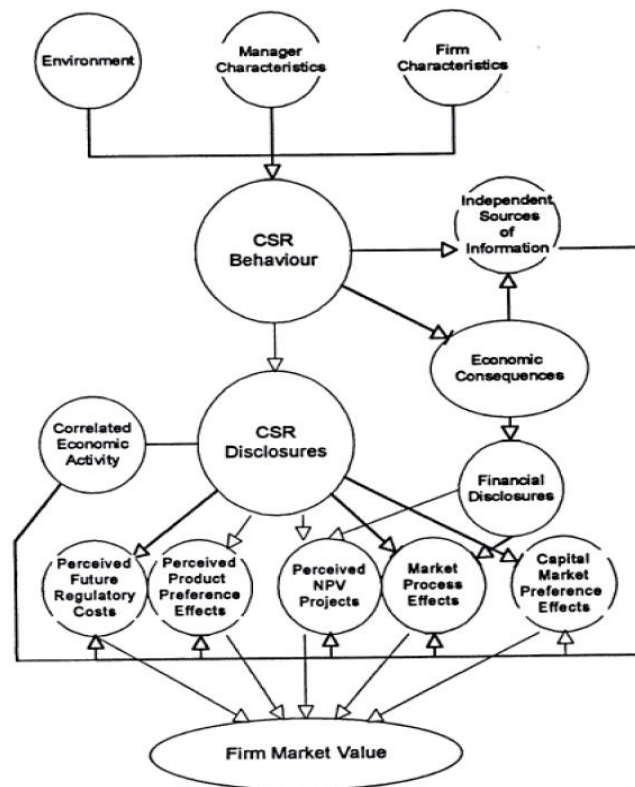 Environment
Manager
Characteristics
Firm
Characteristics
CSR
Behaviour
Independent
Sources
of
Information
Economic
Consequences
Correlated
Economic
Activity
CSR
Disclosures
Financial
Disclosures
Perceived
Future
Regulatory
Costs
Perceived
Product
Preference
Effects
Perceived
NPV
Projects
Market
Process
Effects
Capital
Market
Preference
Effects
Firm Market Value